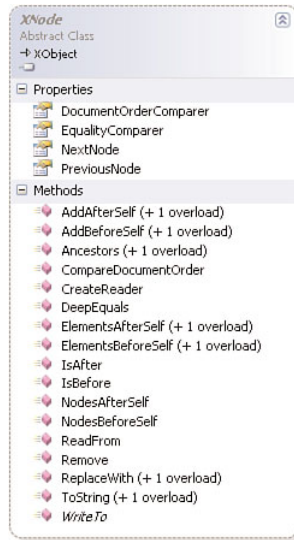 XNode
Abstract Class
XObject
Properties
DocumentOrderComparer
EqualityComparer
NextNode
PreviousNode
Methods
AddAfterSelf (+ 1 overload)
AddBeforeSelf (+ 1 overload)
Ancestors (+ 1 overload)
CompareDocumentOrder
CreateReader
DeepEquals
ElementsAfterSelf (+ 1 overload)
ElementsBeforeSelf (+ 1 overload)
IsAfter
IsBefore
NodesAfterSelf
NodesBeforeSelf
ReadFrom
Remove
ReplaceWith (+ 1 overload)
ToString (+ 1 overload)
WriteTo